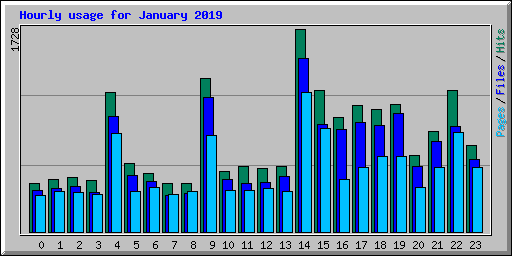 Hourly usage for January 2019
1728
Pages / Files / Hits
0 1 2 3 4 5 6 7 8 9 10 11 12 13 14 15 16 17 18 19 20 21 22 23